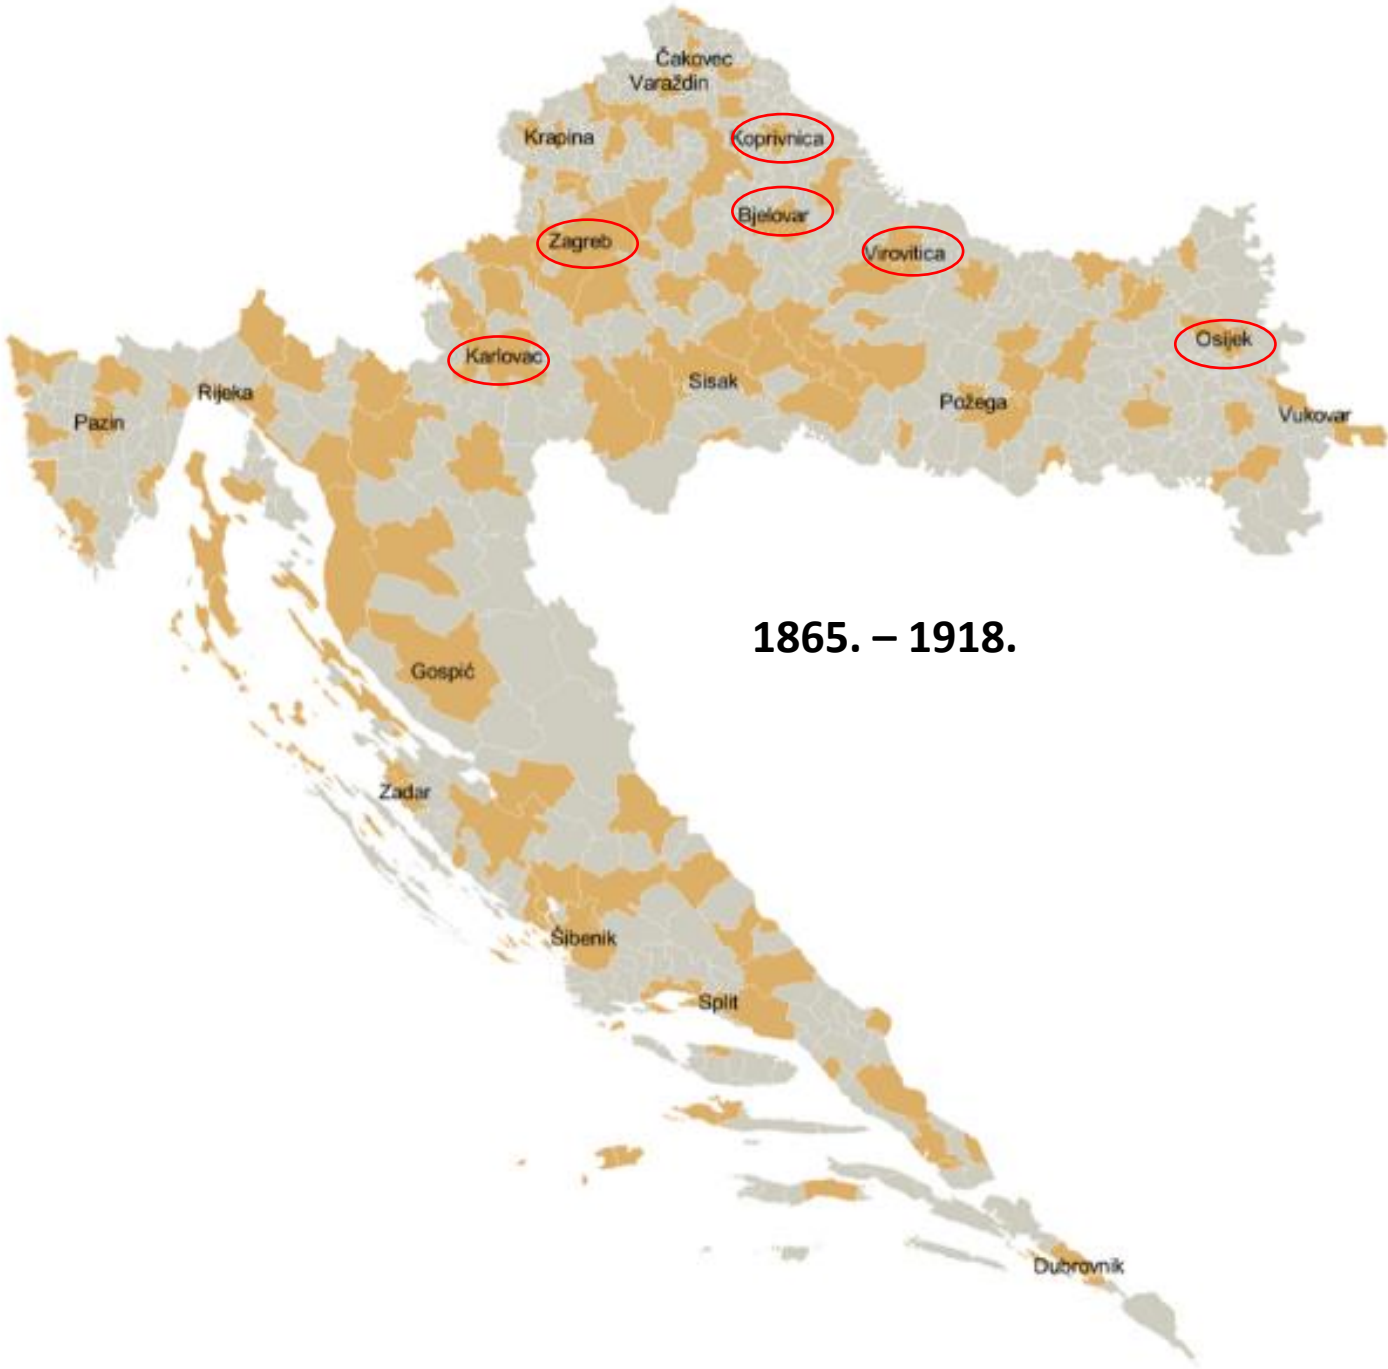 Čakovec
Varaždin
Krapina
Koprivnica
Bjelovar
Zagreb
Virovitica
Osijek
Karlovac
Sisak
Rijeka
Požega
Pazin
Vukovar
1865. – 1918.
Gospić
Zadar
Šibenik
Split
Dubrovnik